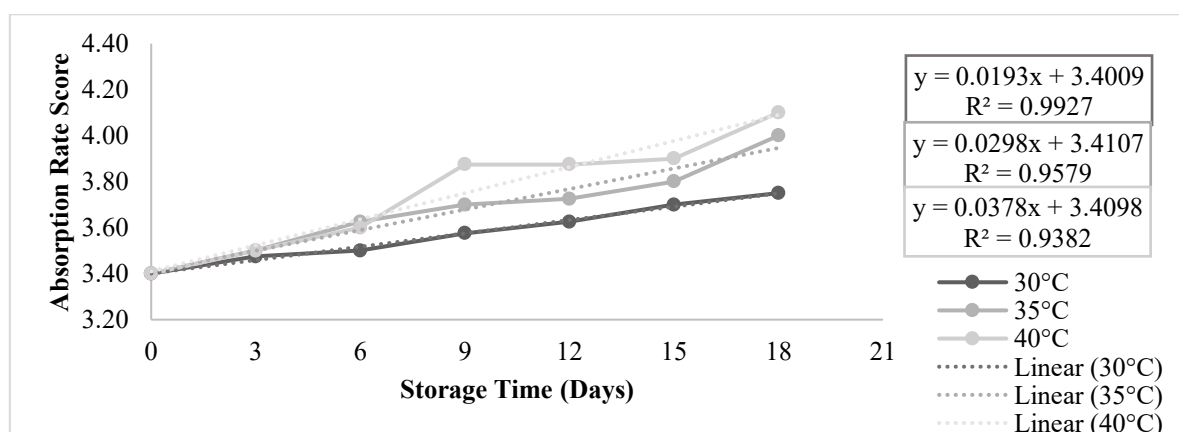 4.40
4.20
4.00
3.80
3.60
3.40
3.20
0 3 6 9 12 15 18 21
Absorption Rate Score
Storage Time (Days)
y = 0.0193x + 3.4009
R² = 0.9927
y = 0.0298x + 3.4107
R² = 0.9579
y = 0.0378x + 3.4098
R² = 0.9382
30°C
35°C
40°C
Linear (30°C)
Linear (35°C)
Linear (40°C)